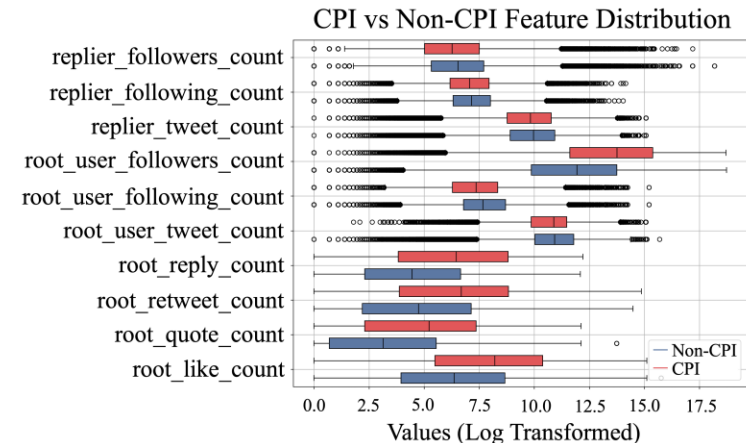 CPI vs Non-CPI Feature Distribution
replier_followers_count
replier_following_count
replier_tweet_count
root_user_followers_count
root_user_following_count
root_user_tweet_count
root_reply_count
root_retweet_count
root_quote_count
root_like_count
Non-CPI
CPI
0.0 2.5 5.0 7.5 10.0 12.5 15.0 17.5
Values (Log Transformed)